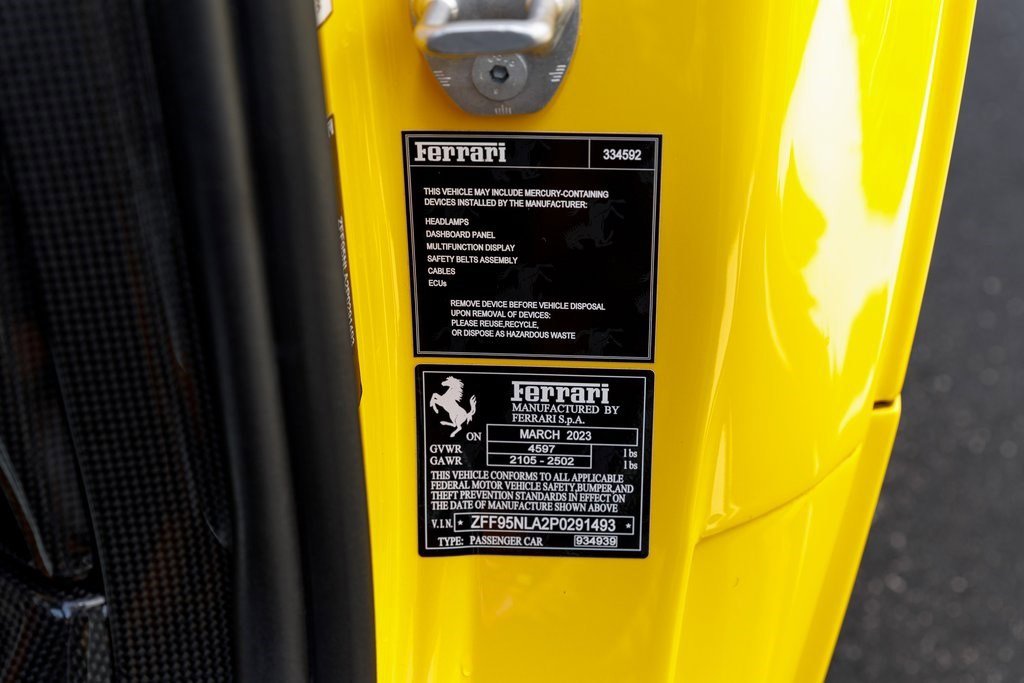 Ferrari 334592
THIS VEHICLE MAY INCLUDE MERCURY-CONTAINING
DEVICES INSTALLED BY THE MANUFACTURER:
HEADLAMPS
DASHBOARD PANEL
MULTIFUNCTION DISPLAY
SAFETY BELTS ASSEMBLY
CABLES
ECUs
REMOVE DEVICE BEFORE VEHICLE DISPOSAL
UPON REMOVAL OF DEVICES:
PLEASE REUSE,RECYCLE,
OR DISPOSE AS HAZARDOUS WASTE
Ferrari
MANUFACTURED BY
FERRARI S.p.A.
ON MARCH 2023
GVWR 4597 lbs
GAWR 2105 - 2502 lbs
THIS VEHICLE CONFORMS TO ALL APPLICABLE
FEDERAL MOTOR VEHICLE SAFETY,BUMPER,AND
THEFT PREVENTION STANDARDS IN EFFECT ON
THE DATE OF MANUFACTURE SHOWN ABOVE
V.I.N. * ZFF95NLA2P0291493 *
TYPE: PASSENGER CAR 934939